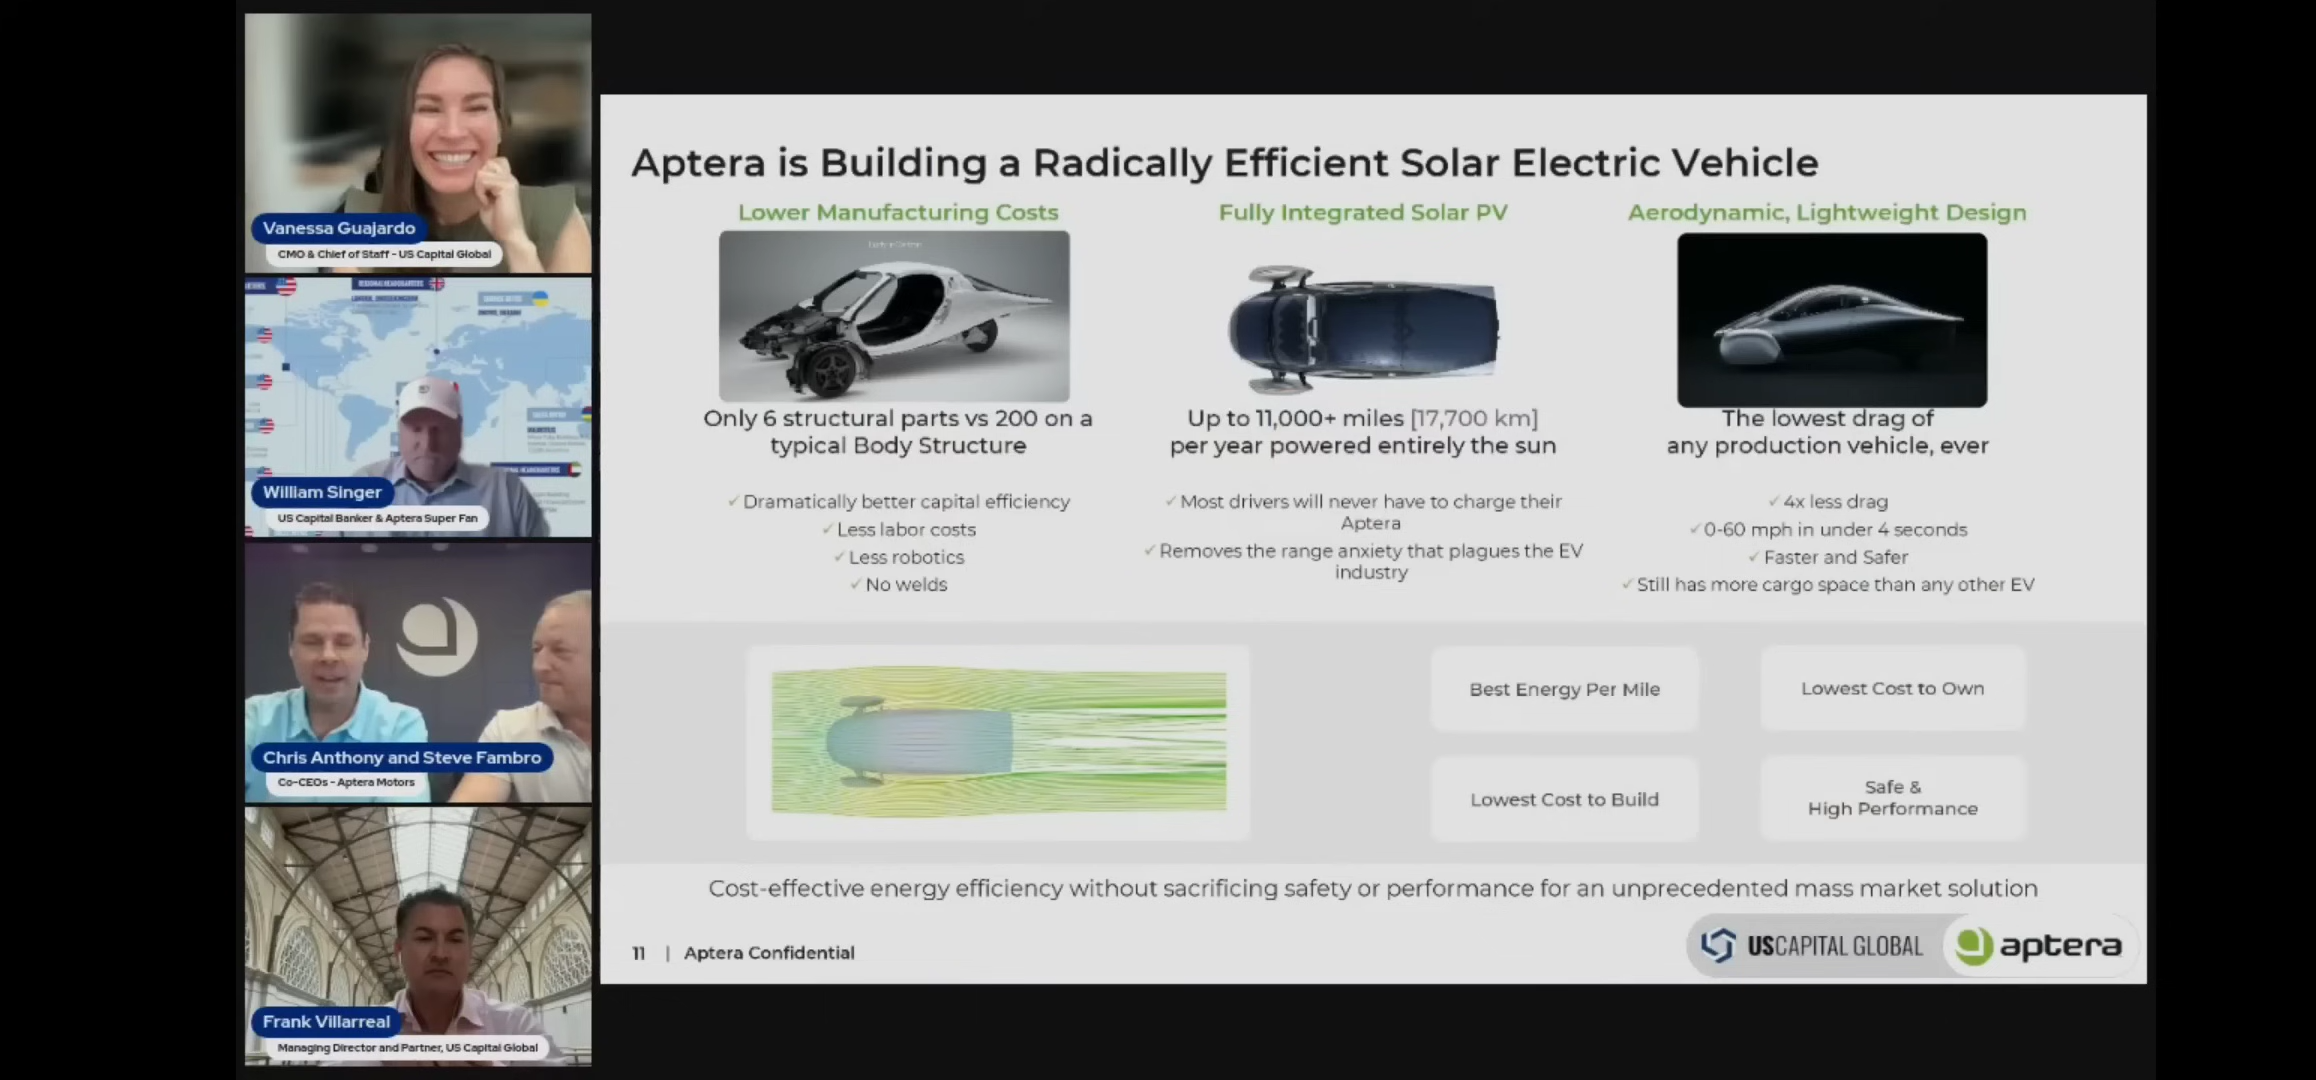 Vanessa Guajardo
CMO & Chief of Staff - US Capital Global
REGIONAL HEADQUARTERS
William Singer
US Capital Banker & Aptera Super Fan
Chris Anthony and Steve Fambro
Co-CEOs - Aptera Motors
Frank Villarreal
Managing Director and Partner, US Capital Global
Aptera is Building a Radically Efficient Solar Electric Vehicle
Lower Manufacturing Costs
Only 6 structural parts vs 200 on a
typical Body Structure
✓Dramatically better capital efficiency
✓Less labor costs
✓Less robotics
✓No welds
Fully Integrated Solar PV
Up to 11,000+ miles [17,700 km]
per year powered entirely the sun
✓Most drivers will never have to charge their
Aptera
✓Removes the range anxiety that plagues the EV
industry
Aerodynamic, Lightweight Design
The lowest drag of
any production vehicle, ever
✓4x less drag
✓0-60 mph in under 4 seconds
✓Faster and Safer
✓Still has more cargo space than any other EV
Best Energy Per Mile
Lowest Cost to Own
Lowest Cost to Build
Safe &
High Performance
Cost-effective energy efficiency without sacrificing safety or performance for an unprecedented mass market solution
11 | Aptera Confidential
USCAPITAL GLOBAL
aptera